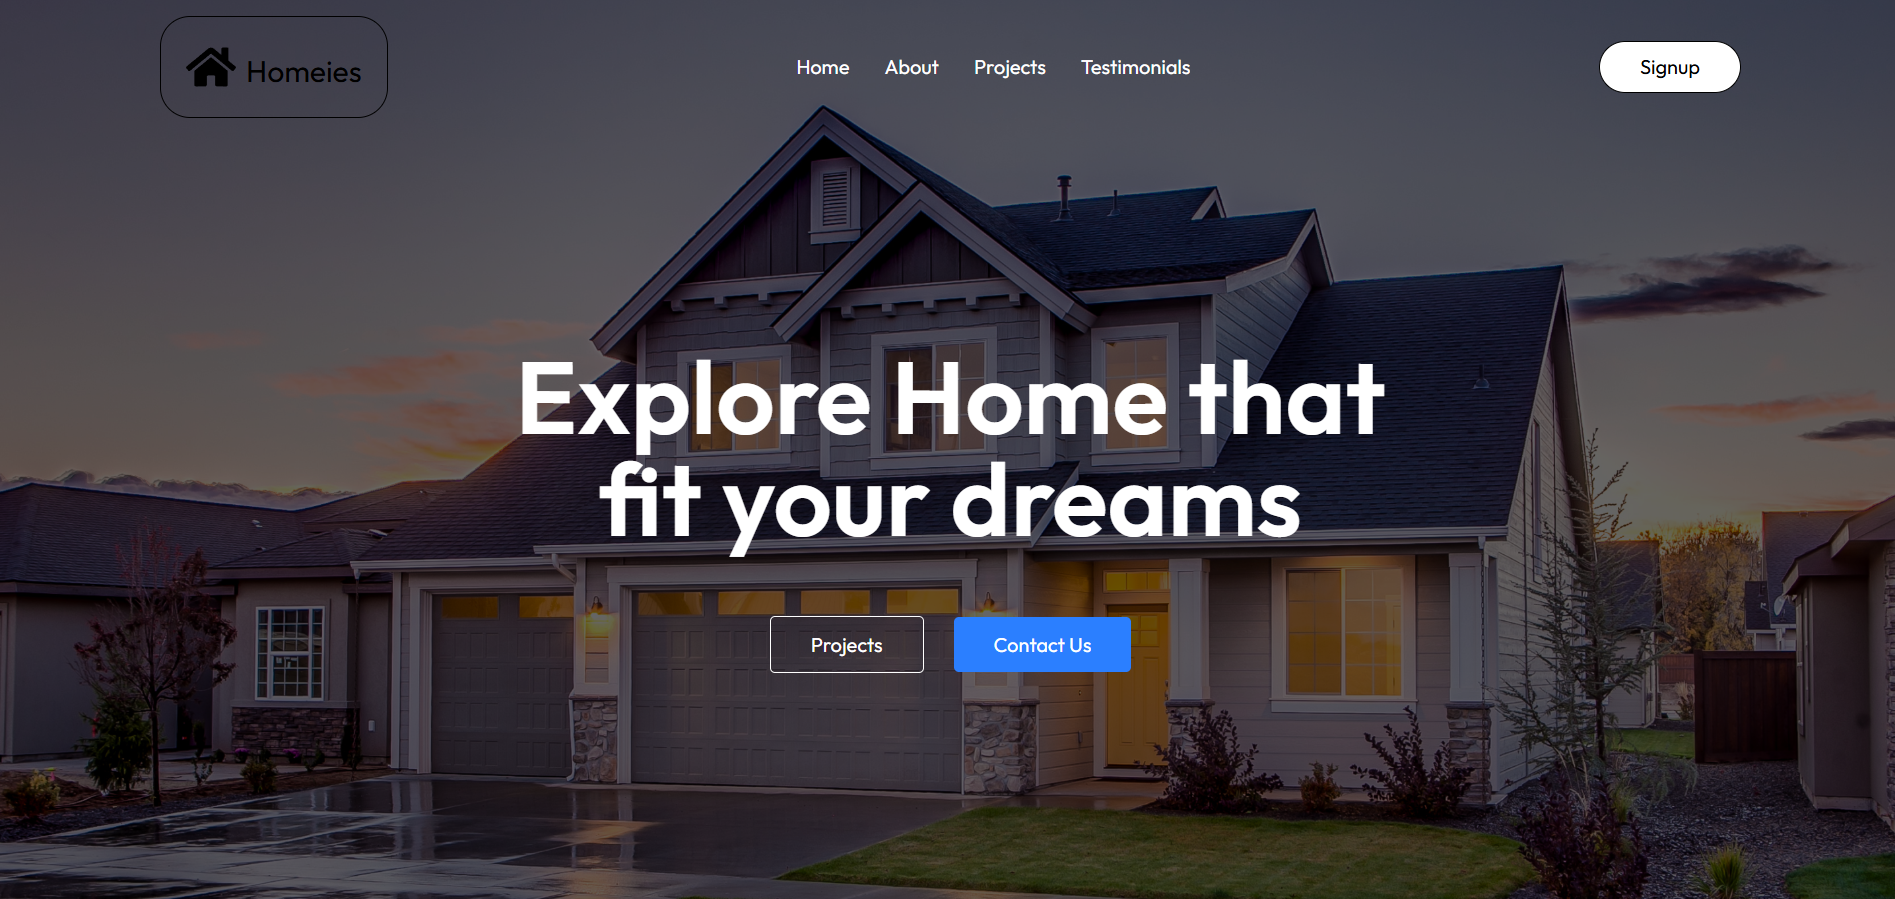 Homeies
Home About Projects Testimonials
Signup
Explore Home that
fit your dreams
Projects
Contact Us